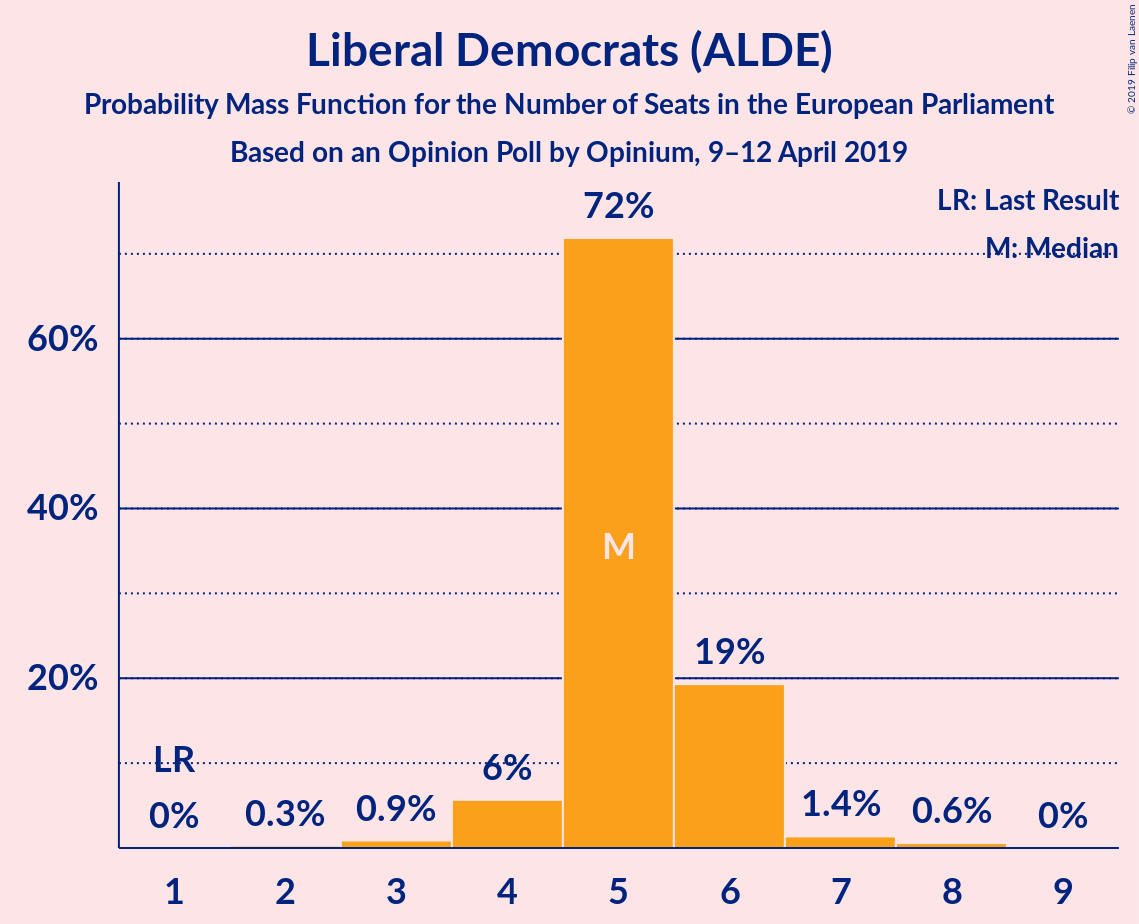 Liberal Democrats (ALDE)
Probability Mass Function for the Number of Seats in the European Parliament
Based on an Opinion Poll by Opinium, 9–12 April 2019
© 2019 Filip van Laenen
LR: Last Result
M: Median
72%
60%
40%
M
19%
20%
LR
6%
0%
0.3%
0.9%
1.4%
0.6%
0%
1 2 3 4 5 6 7 8 9